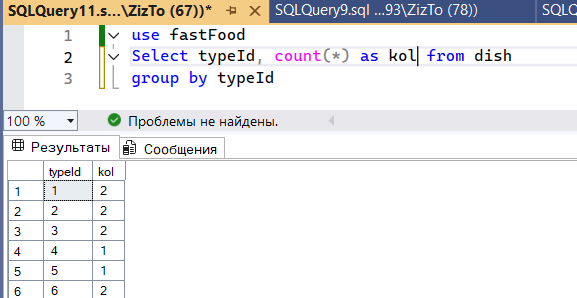 SQLQuery11.s...\ZizTo (67))* SQLQuery9.sql ...93\ZizTo (78)) SQLQ
1 use fastFood
2 Select typeId, count(*) as kol from dish
3 group by typeId
100 % Проблемы не найдены.
Результаты Сообщения
typeId kol
1 1 2
2 2 2
3 3 2
4 4 1
5 5 1
6 6 2